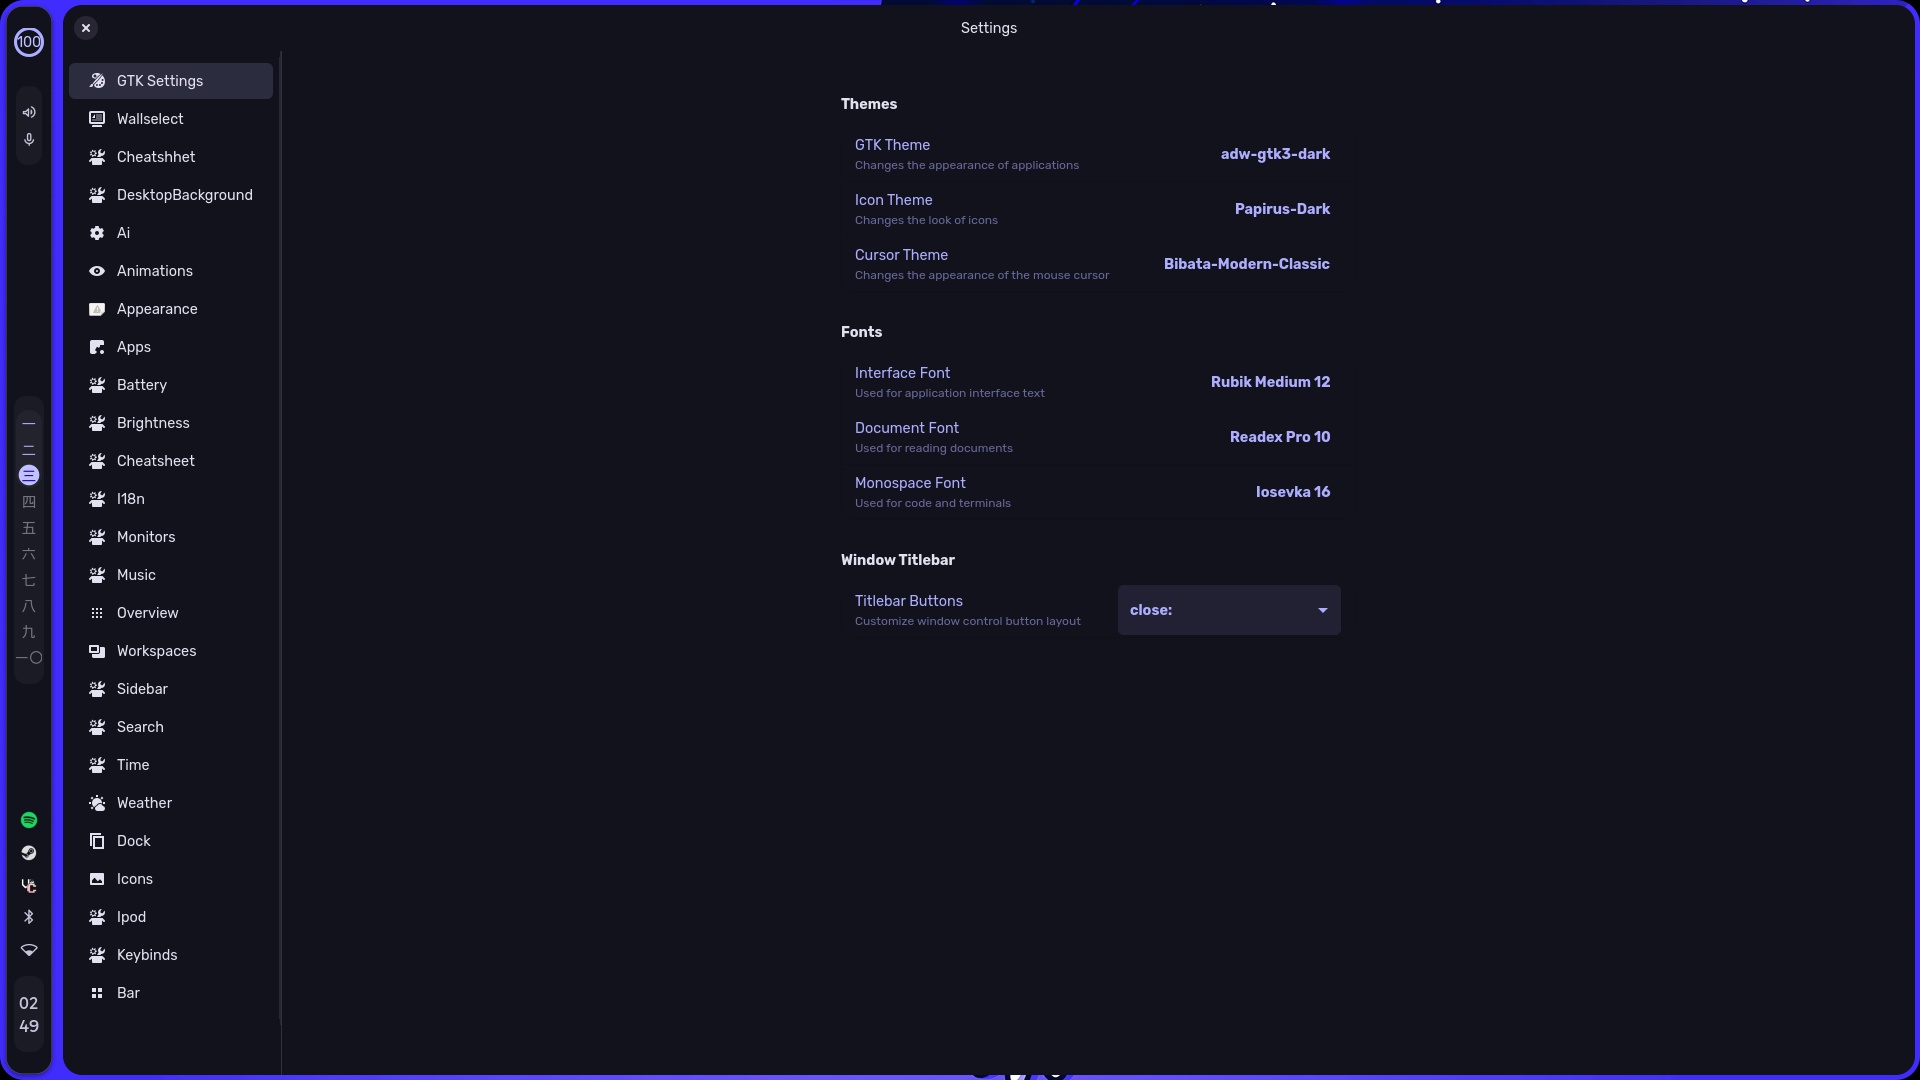 Settings
100
一
二
三
四
五
六
七
八
九
一〇
02
49
GTK Settings
Wallselect
Cheatshhet
DesktopBackground
Ai
Animations
Appearance
Apps
Battery
Brightness
Cheatsheet
I18n
Monitors
Music
Overview
Workspaces
Sidebar
Search
Time
Weather
Dock
Icons
Ipod
Keybinds
Bar
Themes
GTK Theme
Changes the appearance of applications
adw-gtk3-dark
Icon Theme
Changes the look of icons
Papirus-Dark
Cursor Theme
Changes the appearance of the mouse cursor
Bibata-Modern-Classic
Fonts
Interface Font
Used for application interface text
Rubik Medium 12
Document Font
Used for reading documents
Readex Pro 10
Monospace Font
Used for code and terminals
Iosevka 16
Window Titlebar
Titlebar Buttons
Customize window control button layout
close: